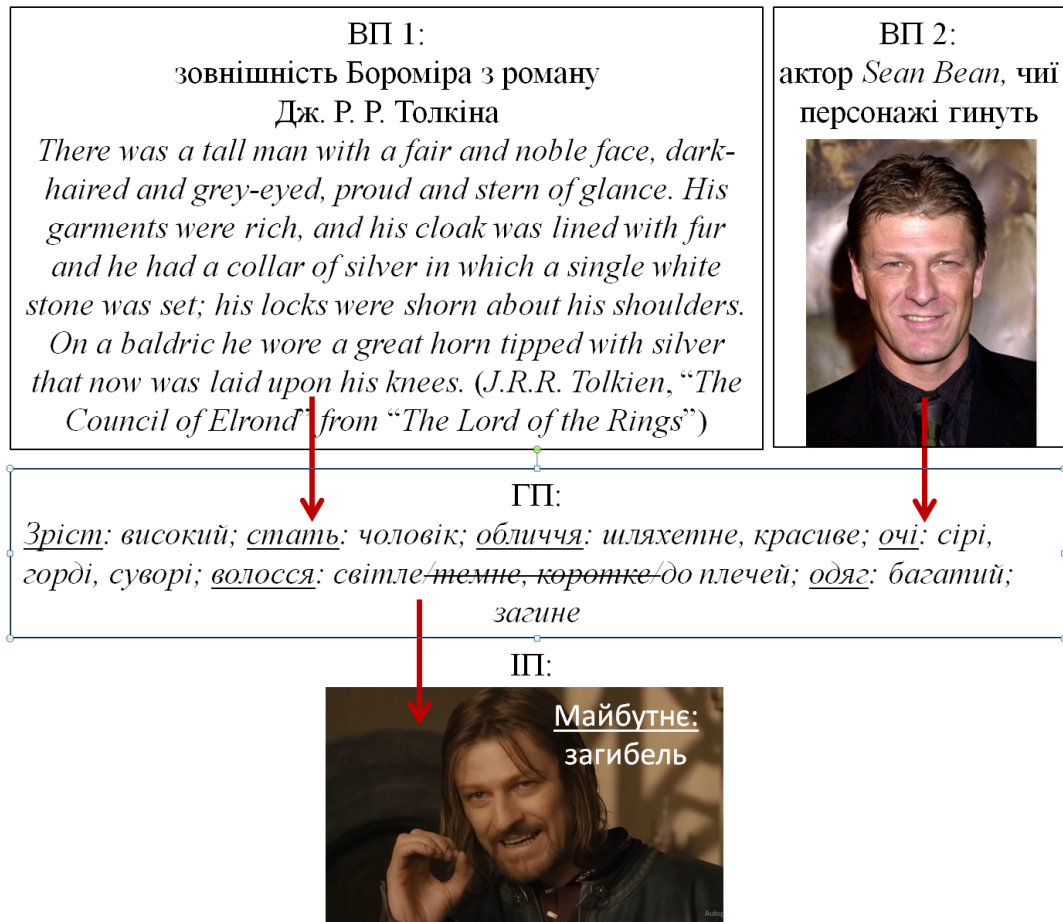 ВП 1:
зовнішність Бороміра з роману
Дж. Р. Р. Толкіна
There was a tall man with a fair and noble face, dark-
haired and grey-eyed, proud and stern of glance. His
garments were rich, and his cloak was lined with fur
and he had a collar of silver in which a single white
stone was set; his locks were shorn about his shoulders.
On a baldric he wore a great horn tipped with silver
that now was laid upon his knees. (J.R.R. Tolkien, “The
Council of Elrond” from “The Lord of the Rings”)
ВП 2:
актор Sean Bean, чиї
персонажі гинуть
ГП:
Зріст: високий; стать: чоловік; обличчя: шляхетне, красиве; очі: сірі,
горді, суворі; волосся: світле/темне, коротке/до плечей; одяг: багатий;
загине
ІП:
Майбутнє:
загибель